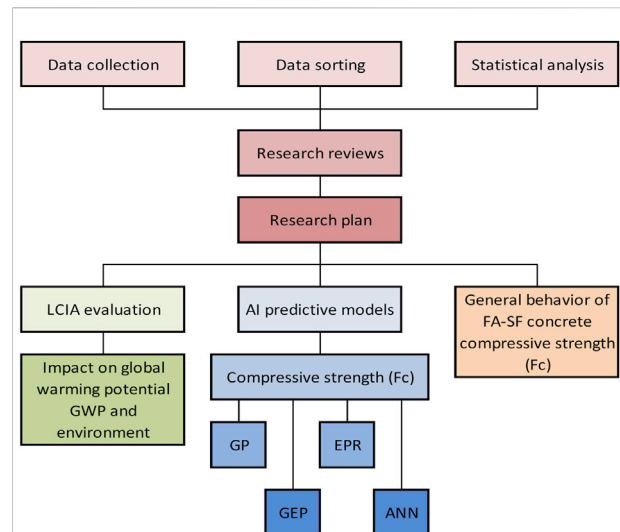 Data collection
Data sorting
Statistical analysis
Research reviews
Research plan
LCIA evaluation
AI predictive models
General behavior of
FA-SF concrete
compressive strength
(Fc)
Impact on global
warming potential
GWP and
environment
Compressive strength (Fc)
GP
EPR
GEP
ANN